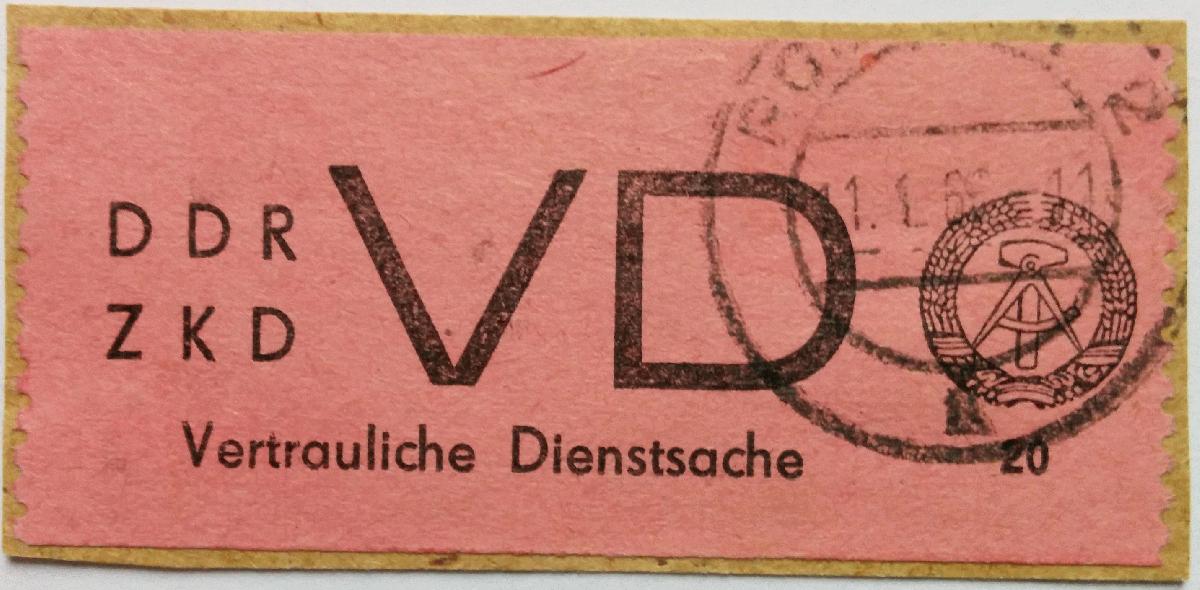 DDR
ZKD
VD
Vertrauliche Dienstsache
20